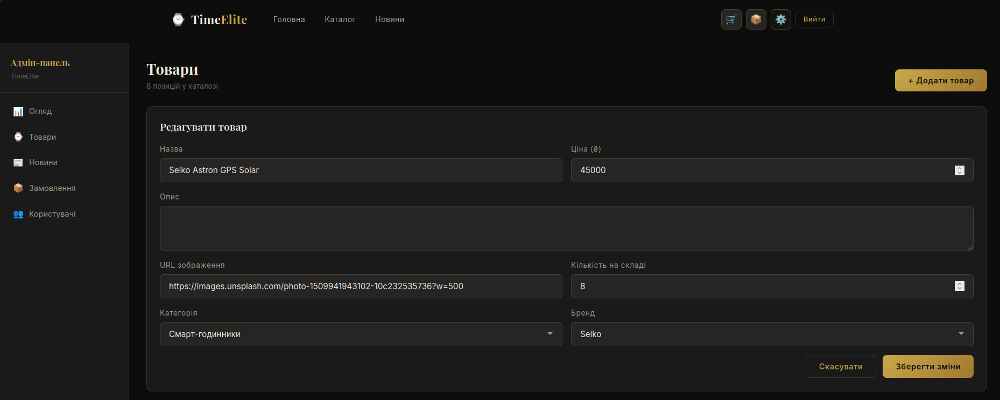 TimeElite
Головна
Каталог
Новини
Вийти
Адмін-панель
TimeElite
Огляд
Товари
Новини
Замовлення
Користувачі
Товари
8 позицій у каталозі
+ Додати товар
Редагувати товар
Назва
Ціна (₴)
Seiko Astron GPS Solar
45000
Опис
URL зображення
Кількість на складі
https://images.unsplash.com/photo-1509941943102-10c232535736?w=500
8
Категорія
Бренд
Смарт-годинники
Seiko
Скасувати
Зберегти зміни